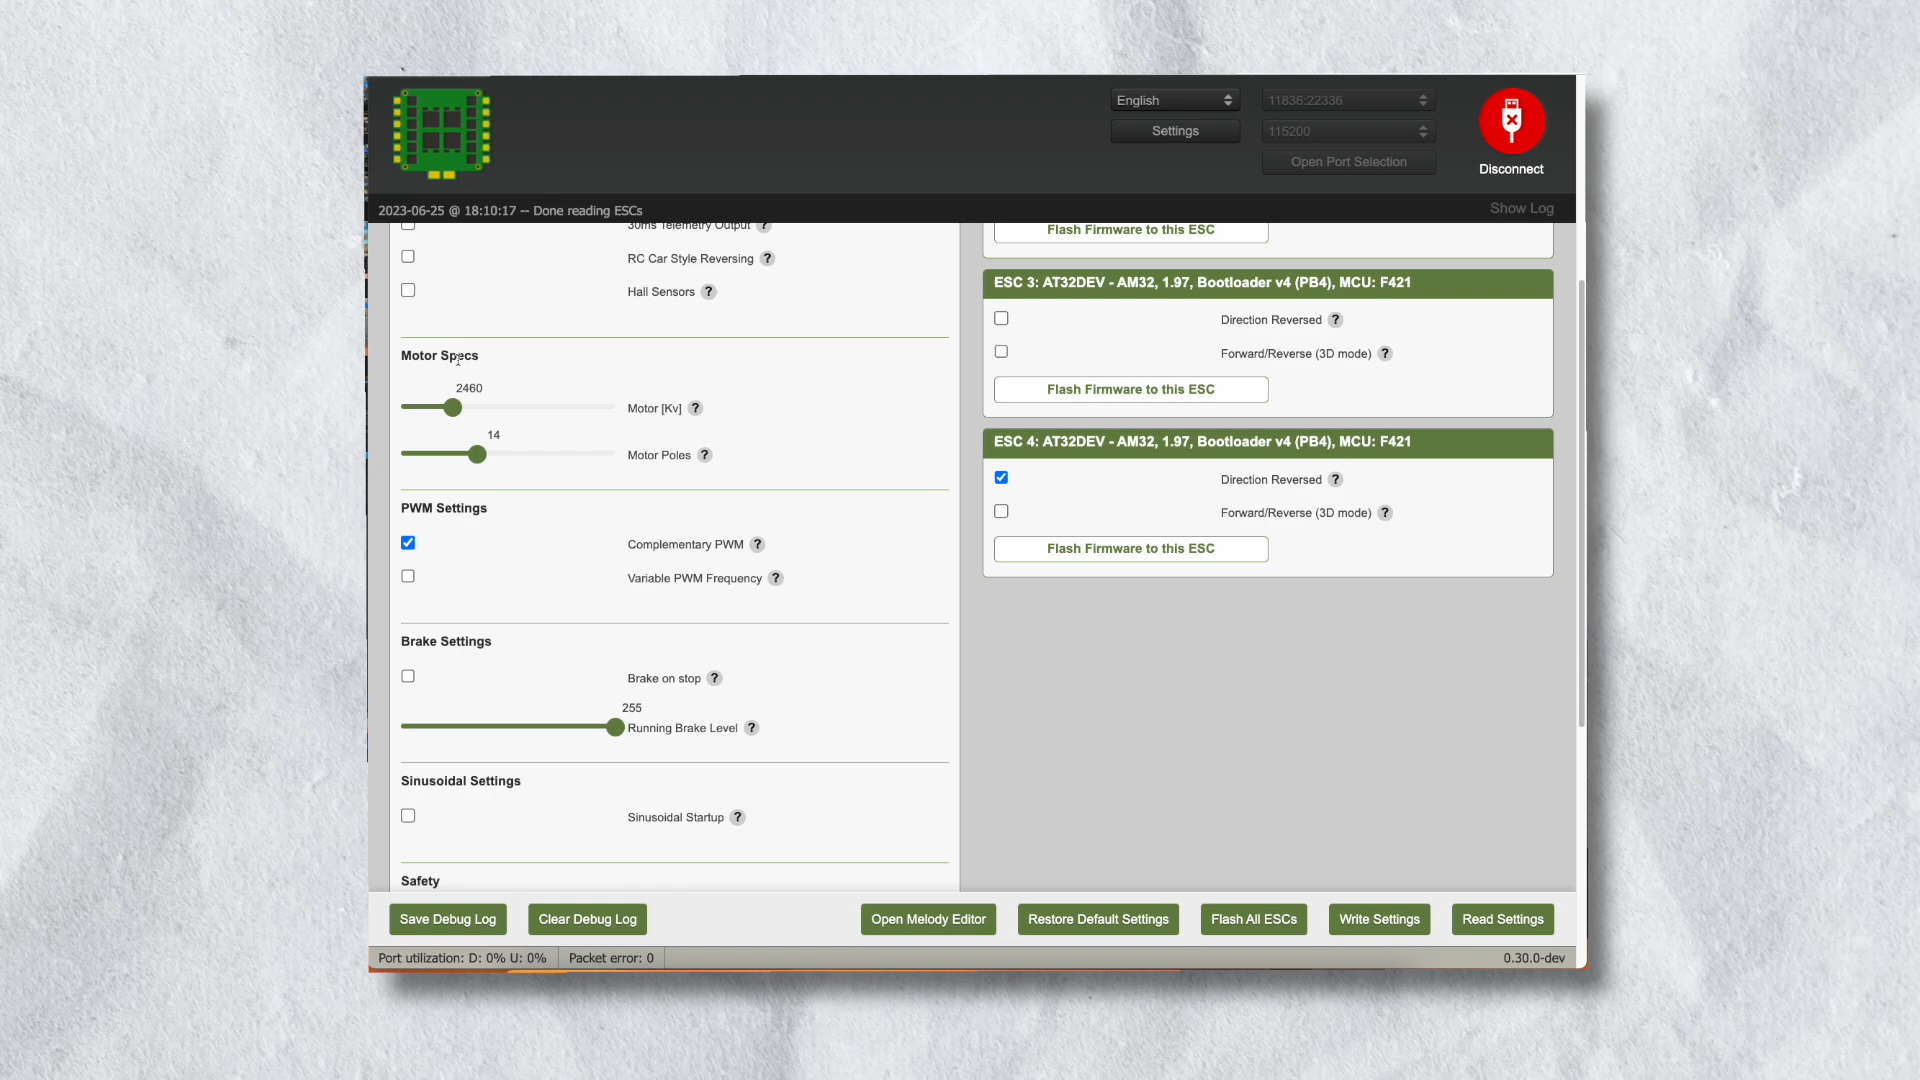 English
11836:22336
Settings
115200
Open Port Selection
Disconnect
2023-06-25 @ 18:10:17 -- Done reading ESCs
Show Log
30ms Telemetry Output ?
RC Car Style Reversing ?
Hall Sensors ?
Motor Specs
2460
Motor [Kv] ?
14
Motor Poles ?
PWM Settings
Complementary PWM ?
Variable PWM Frequency ?
Brake Settings
Brake on stop ?
255
Running Brake Level ?
Sinusoidal Settings
Sinusoidal Startup ?
Safety
Flash Firmware to this ESC
ESC 3: AT32DEV - AM32, 1.97, Bootloader v4 (PB4), MCU: F421
Direction Reversed ?
Forward/Reverse (3D mode) ?
Flash Firmware to this ESC
ESC 4: AT32DEV - AM32, 1.97, Bootloader v4 (PB4), MCU: F421
Direction Reversed ?
Forward/Reverse (3D mode) ?
Flash Firmware to this ESC
Save Debug Log
Clear Debug Log
Open Melody Editor
Restore Default Settings
Flash All ESCs
Write Settings
Read Settings
Port utilization: D: 0% U: 0%
Packet error: 0
0.30.0-dev